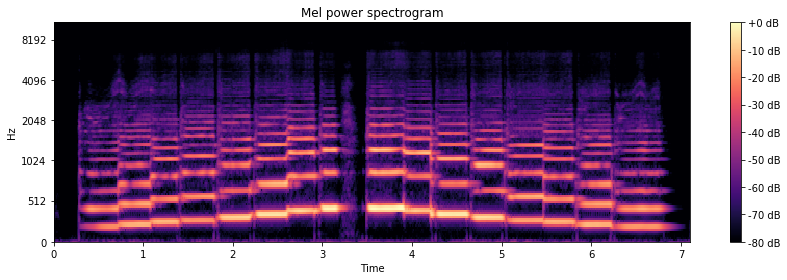 Mel power spectrogram
8192
4096
2048
1024
512
0
Hz
0 1 2 3 4 5 6 7
Time
+0 dB
-10 dB
-20 dB
-30 dB
-40 dB
-50 dB
-60 dB
-70 dB
-80 dB